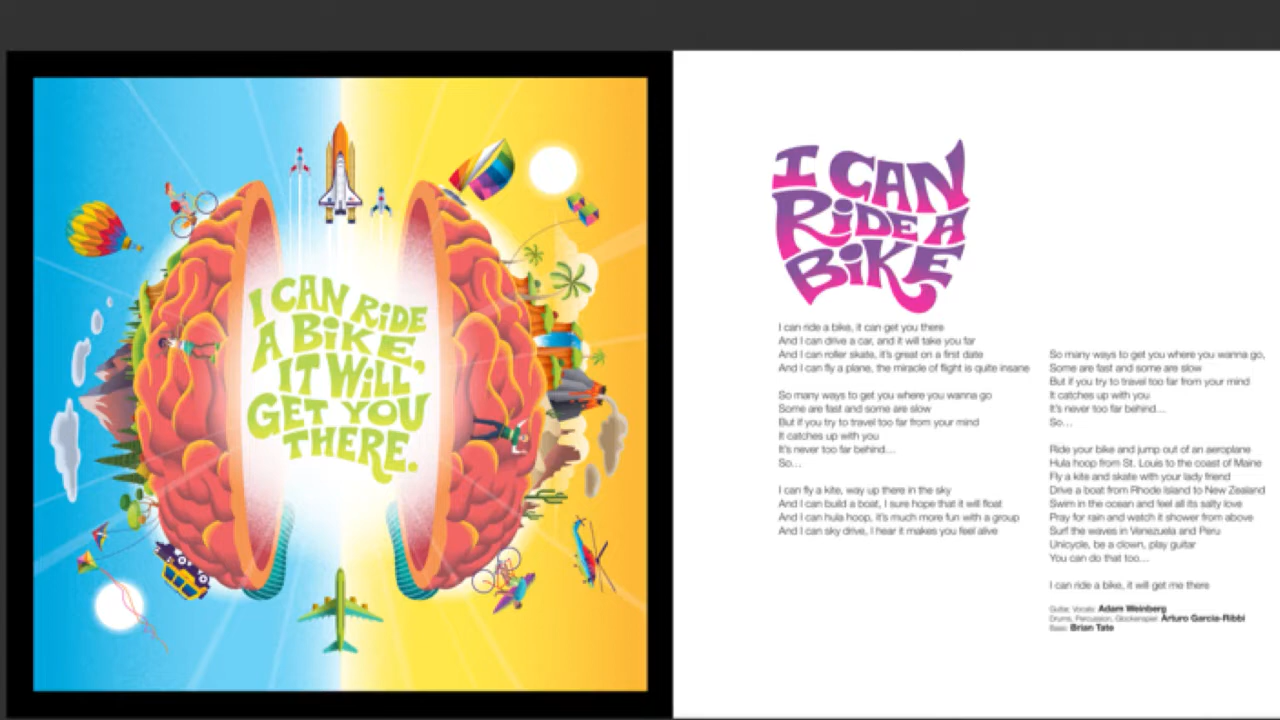 I CAN RiDE
A BiKE.
iT WiLL
GET YOU
THERE.
I CAN
RiDE A
BiKE
I can ride a bike, it can get you there
And I can drive a car, and it will take you far
And I can roller skate, it's great on a first date
And I can fly a plane, the miracle of flight is quite insane
So many ways to get you where you wanna go
Some are fast and some are slow
But if you try to travel too far from your mind
It catches up with you
It's never too far behind...
So...
I can fly a kite, way up there in the sky
And I can build a boat, I sure hope that it will float
And I can hula hoop, it's much more fun with a group
And I can sky drive, I hear it makes you feel alive
So many ways to get you where you wanna go,
Some are fast and some are slow
But if you try to travel too far from your mind
It catches up with you
It's never too far behind...
So...
Ride your bike and jump out of an aeroplane
Hula hoop from St. Louis to the coast of Maine
Fly a kite and skate with your lady friend
Drive a boat from Rhode Island to New Zealand
Swim in the ocean and feel all its salty love
Pray for rain and watch it shower from above
Surf the waves in Venezuela and Peru
Unicycle, be a clown, play guitar
You can do that too...
I can ride a bike, it will get me there
Guitar, Vocals: Adam Weinberg
Drums, Percussion, Glockenspiel: Arturo Garcia-Ribbi
Bass: Brian Tate